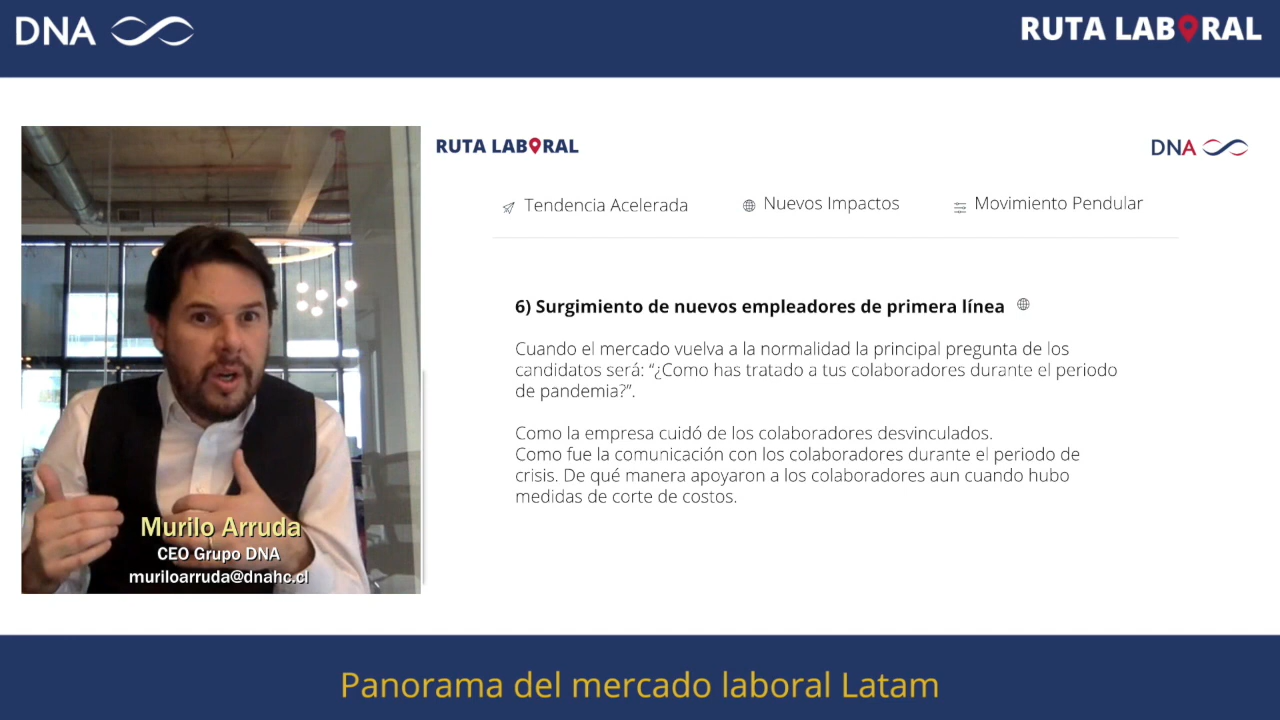 DNA
RUTA LABORAL
RUTA LABORAL
DNA
Tendencia Acelerada
Nuevos Impactos
Movimiento Pendular
6) Surgimiento de nuevos empleadores de primera línea
Cuando el mercado vuelva a la normalidad la principal pregunta de los
candidatos será: “¿Como has tratado a tus colaboradores durante el periodo
de pandemia?”.
Como la empresa cuidó de los colaboradores desvinculados.
Como fue la comunicación con los colaboradores durante el periodo de
crisis. De qué manera apoyaron a los colaboradores aun cuando hubo
medidas de corte de costos.
Murilo Arruda
CEO Grupo DNA
muriloarruda@dnahc.cl
Panorama del mercado laboral Latam